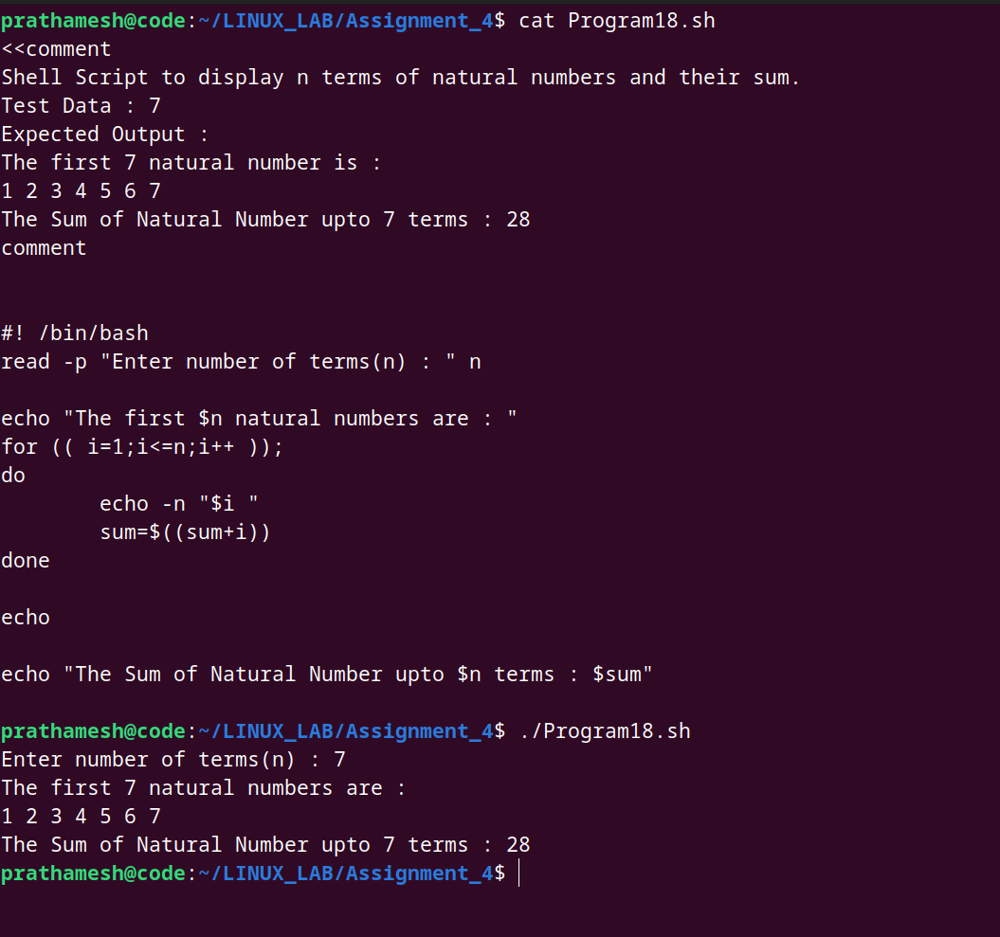 prathamesh@code:~/LINUX_LAB/Assignment_4$ cat Program18.sh
<<comment
Shell Script to display n terms of natural numbers and their sum.
Test Data : 7
Expected Output :
The first 7 natural number is :
1 2 3 4 5 6 7
The Sum of Natural Number upto 7 terms : 28
comment


#! /bin/bash
read -p "Enter number of terms(n) : " n

echo "The first $n natural numbers are : "
for (( i=1;i<=n;i++ ));
do
        echo -n "$i "
        sum=$((sum+i))
done

echo

echo "The Sum of Natural Number upto $n terms : $sum"

prathamesh@code:~/LINUX_LAB/Assignment_4$ ./Program18.sh
Enter number of terms(n) : 7
The first 7 natural numbers are :
1 2 3 4 5 6 7
The Sum of Natural Number upto 7 terms : 28
prathamesh@code:~/LINUX_LAB/Assignment_4$